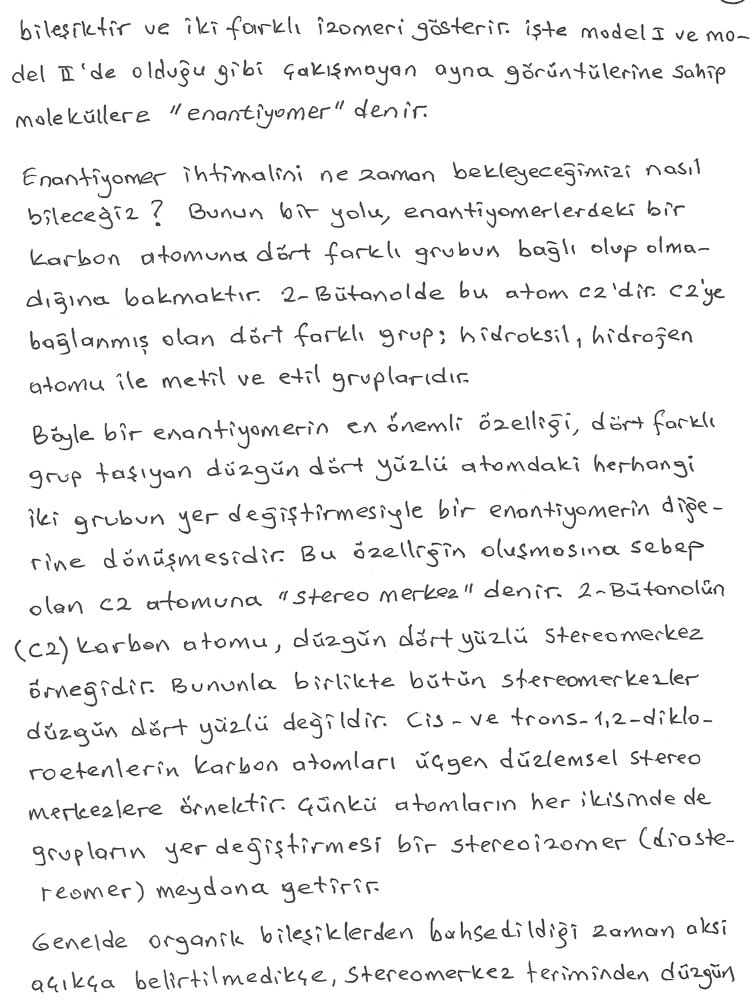 bileşiktir ve iki farklı izomeri gösterir. işte model I ve mo-
del II'de olduğu gibi çakışmayan ayna görüntülerine sahip
moleküllere "enantiyomer" denir.
Enantiyomer ihtimalini ne zaman bekleyeceğimizi nasıl
bileceğiz? Bunun bir yolu, enantiyomerlerdeki bir
karbon atomuna dört farklı grubun bağlı olup olma-
dığına bakmaktır. 2-Bütanolde bu atom C2'dir. C2'ye
bağlanmış olan dört farklı grup; hidroksil, hidrojen
atomu ile metil ve etil gruplarıdır.
Böyle bir enantiyomerin en önemli özelliği, dört farklı
grup taşıyan düzgün dört yüzlü atomdaki herhangi
iki grubun yer değiştirmesiyle bir enantiyomerin diğe-
rine dönüşmesidir. Bu özelliğin oluşmasına sebep
olan C2 atomuna "stereo merkez" denir. 2-Bütanolün
(C2) karbon atomu, düzgün dört yüzlü stereomerkez
örneğidir. Bununla birlikte bütün stereomerkezler
düzgün dört yüzlü değildir. Cis- ve trans-1,2-diklo-
roetenlerin karbon atomları üçgen düzlemsel stereo
merkezlere örnektir. Çünkü atomların her ikisinde de
grupların yer değiştirmesi bir stereoizomer (diaste-
reomer) meydana getirir.
Genelde organik bileşiklerden bahsedildiği zaman aksi
açıkça belirtilmedikçe, stereomerkez teriminden düzgün